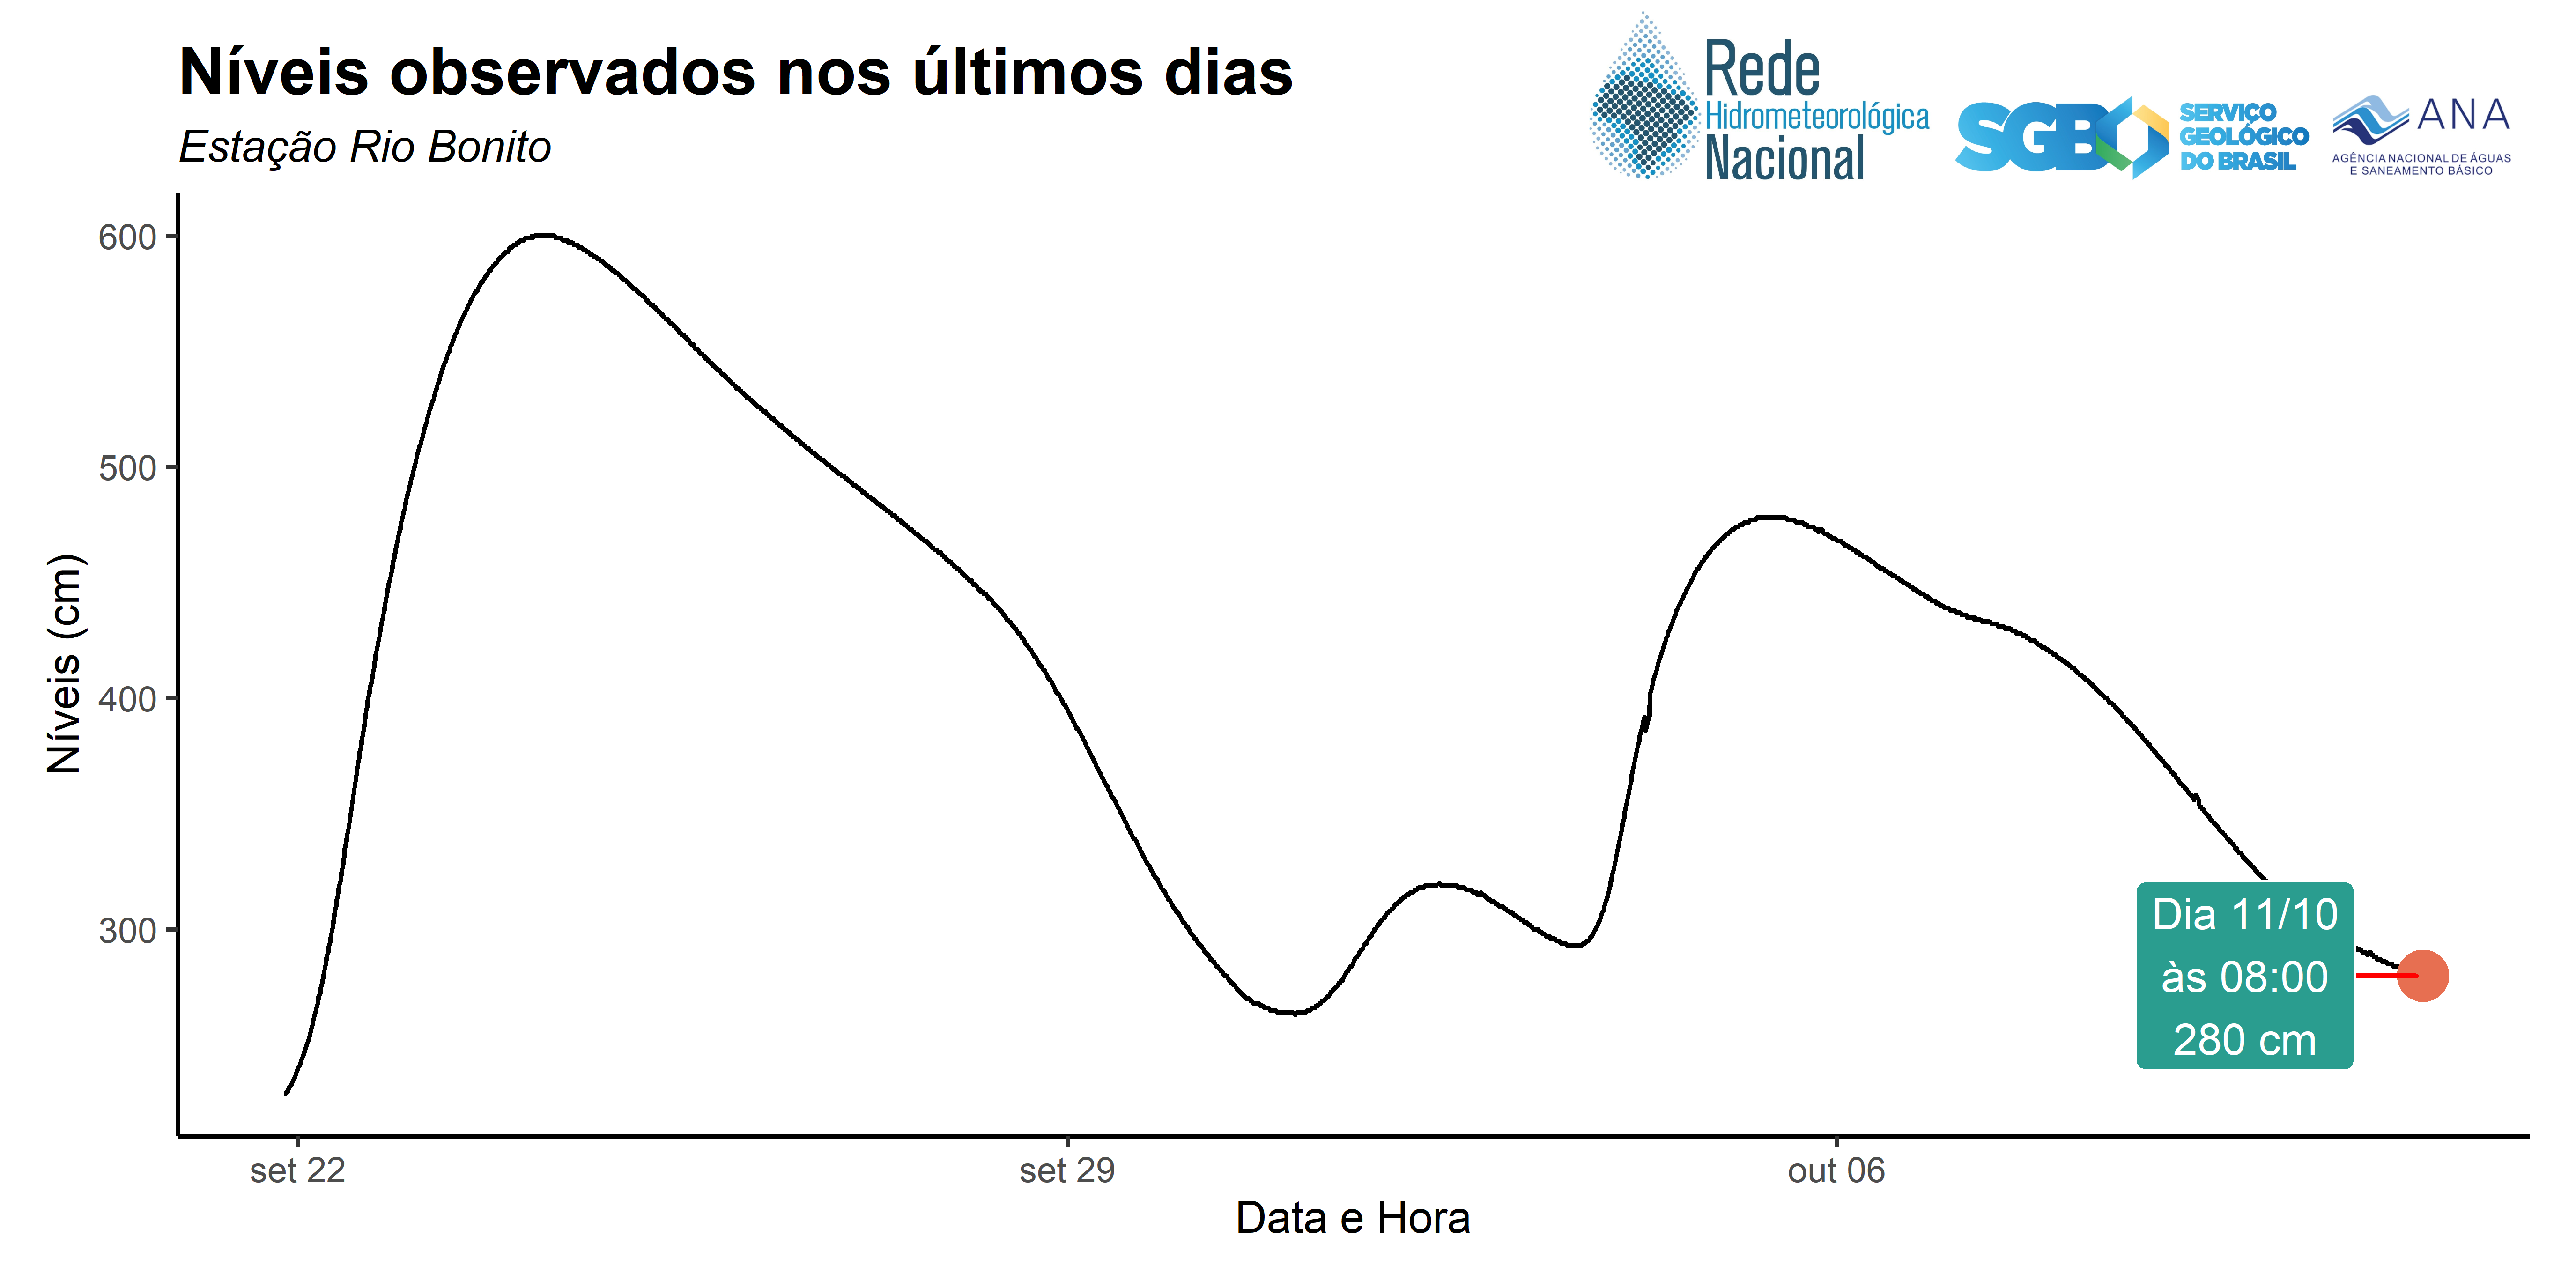 Níveis observados nos últimos dias
Estação Rio Bonito
Rede
Hidrometeorológica
Nacional
SGB
SERVIÇO
GEOLÓGICO
DO BRASIL
ANA
AGÊNCIA NACIONAL DE ÁGUAS
E SANEAMENTO BÁSICO
Níveis (cm)
600
500
400
300
Dia 11/10
às 08:00
280 cm
set 22
set 29
out 06
Data e Hora